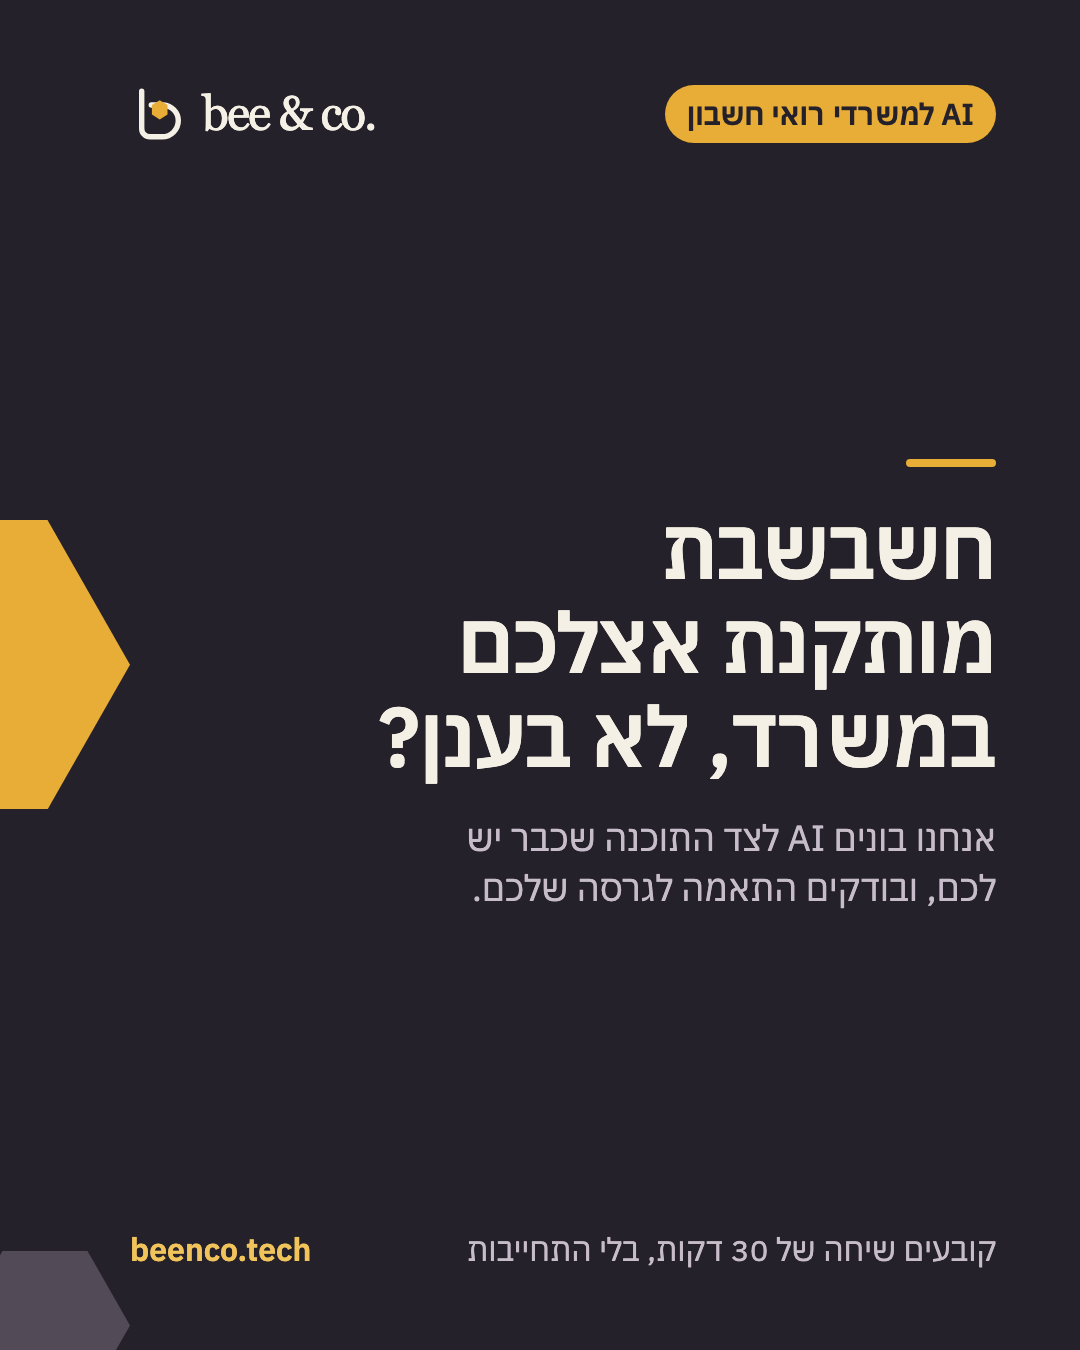 AI למשרדי רואי חשבון
bee & co.
חשבשבת
מותקנת אצלכם
במשרד, לא בענן?
אנחנו בונים AI לצד התוכנה שכבר יש
לכם, ובודקים התאמה לגרסה שלכם.
קובעים שיחה של 30 דקות, בלי התחייבות
beenco.tech